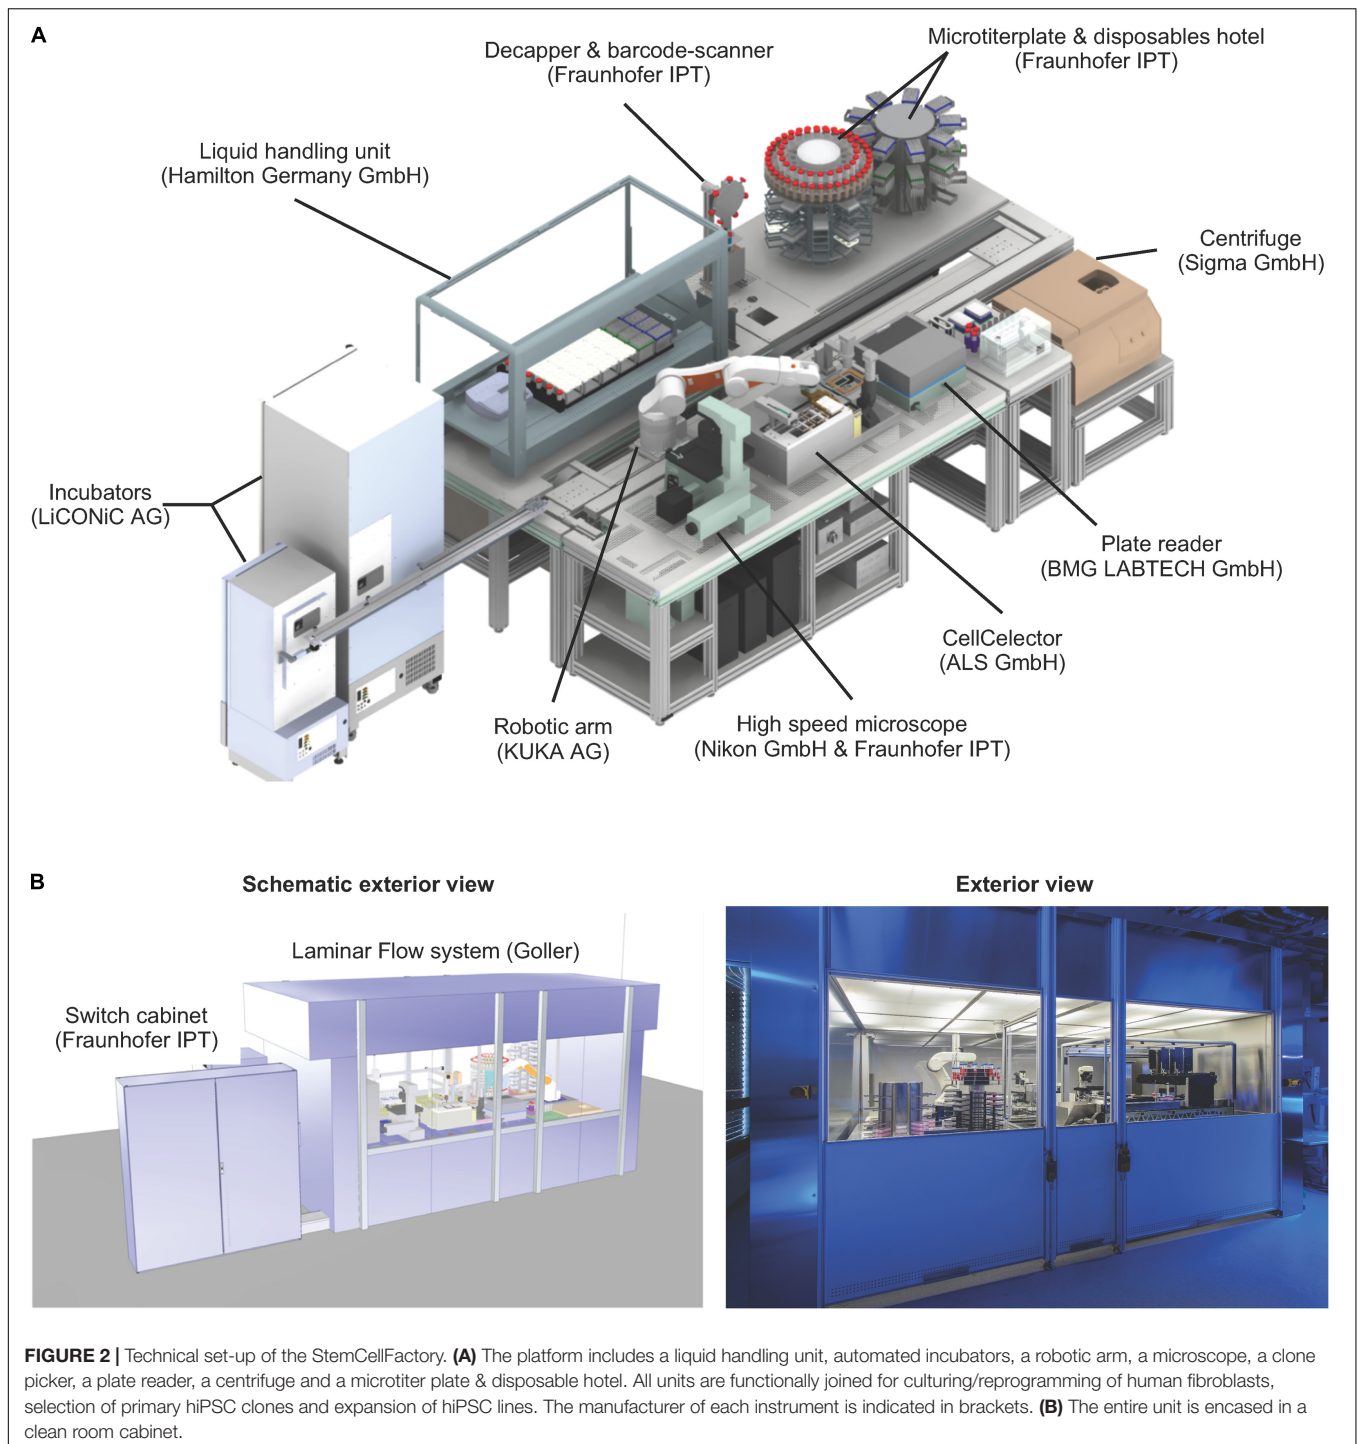 A
Decapper & barcode-scanner
(Fraunhofer IPT)
Microtiterplate & disposables hotel
(Fraunhofer IPT)
Liquid handling unit
(Hamilton Germany GmbH)
Centrifuge
(Sigma GmbH)
Incubators
(LiCONiC AG)
Plate reader
(BMG LABTECH GmbH)
CellCelector
(ALS GmbH)
Robotic arm
(KUKA AG)
High speed microscope
(Nikon GmbH & Fraunhofer IPT)
B
Schematic exterior view
Exterior view
Laminar Flow system (Goller)
Switch cabinet
(Fraunhofer IPT)
FIGURE 2 | Technical set-up of the StemCellFactory. (A) The platform includes a liquid handling unit, automated incubators, a robotic arm, a microscope, a clone
picker, a plate reader, a centrifuge and a microtiter plate & disposable hotel. All units are functionally joined for culturing/reprogramming of human fibroblasts,
selection of primary hiPSC clones and expansion of hiPSC lines. The manufacturer of each instrument is indicated in brackets. (B) The entire unit is encased in a
clean room cabinet.